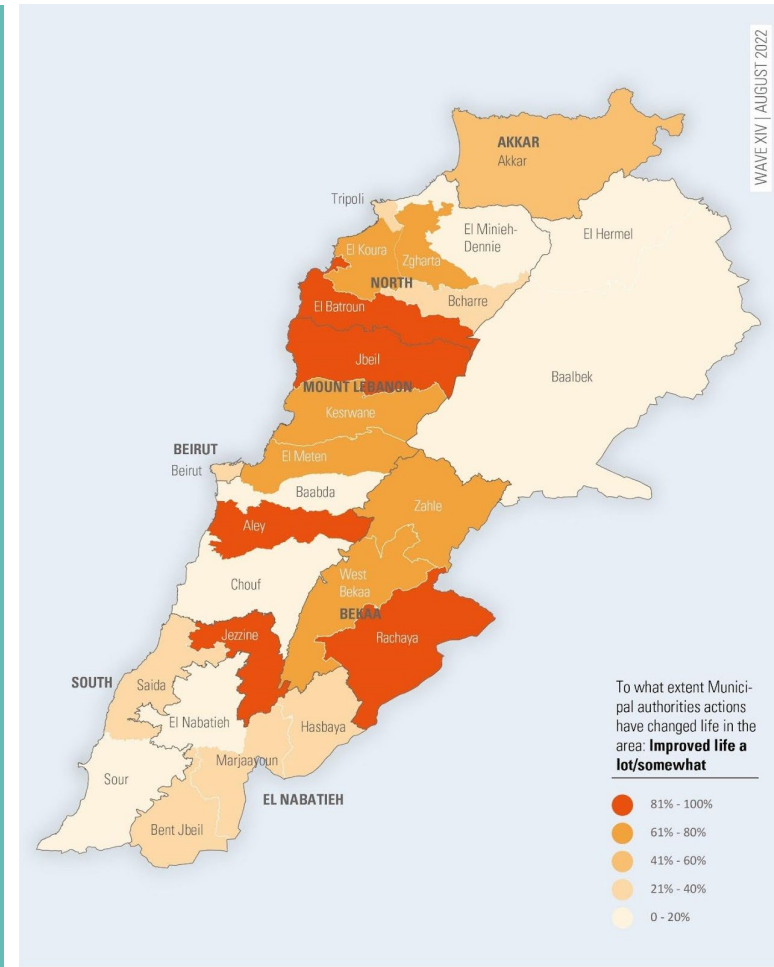 WAVE XIV | AUGUST 2022
AKKAR
Akkar
Tripoli
El Minieh-
Dennie
El Hermel
El Koura
Zgharta
NORTH
Bcharre
El Batroun
Jbeil
Baalbek
MOUNT LEBANON
Kesrwane
BEIRUT
Beirut
El Meten
Baabda
Zahle
Aley
Chouf
West
Bekaa
BEKAA
Jezzine
Rachaya
SOUTH
Saida
El Nabatieh
Hasbaya
Marjaayoun
Sour
EL NABATIEH
Bent Jbeil
To what extent Munici-
pal authorities actions
have changed life in the
area: Improved life a
lot/somewhat
81% - 100%
61% - 80%
41% - 60%
21% - 40%
0 - 20%